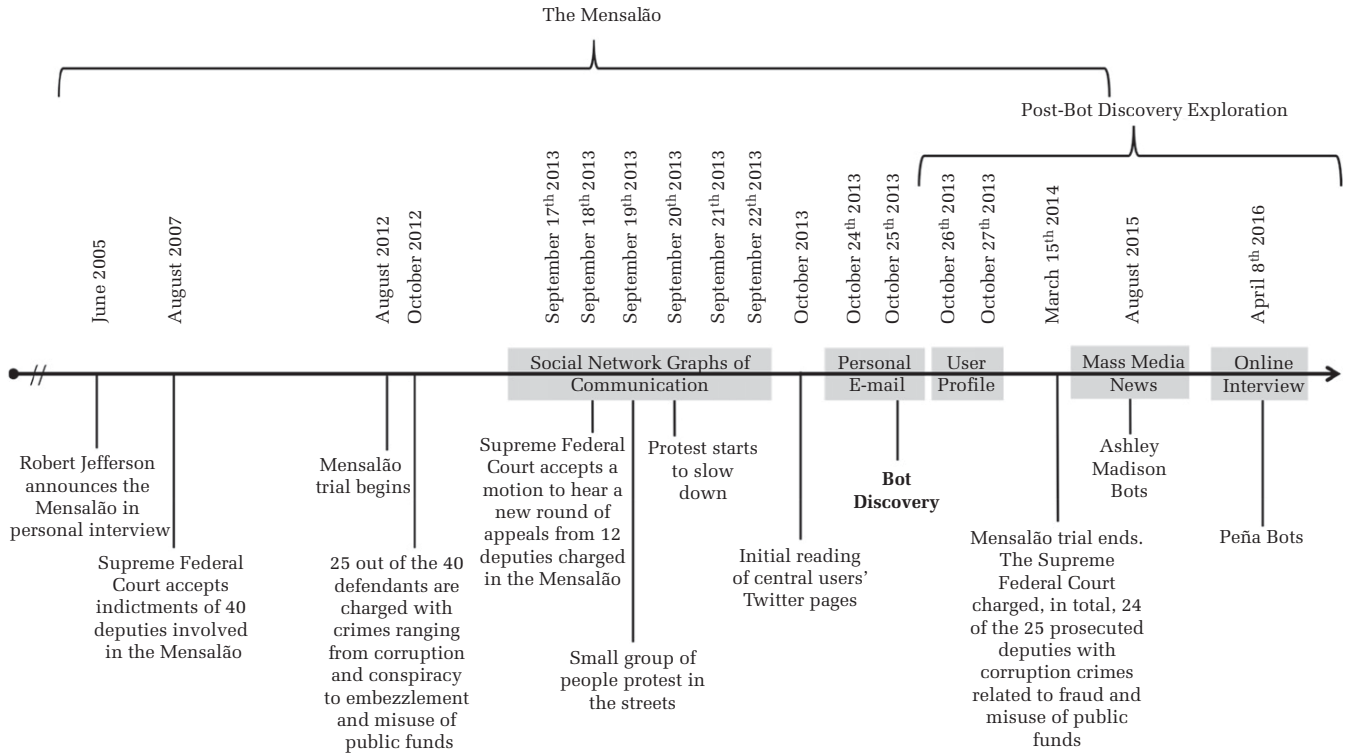 The Mensalão
Post-Bot Discovery Exploration
June 2005
August 2007
August 2012
October 2012
September 17th 2013
September 18th 2013
September 19th 2013
September 20th 2013
September 21th 2013
September 22th 2013
October 2013
October 24th 2013
October 25th 2013
October 26th 2013
October 27th 2013
March 15th 2014
August 2015
April 8th 2016
Social Network Graphs of
Communication
Personal
E-mail
User
Profile
Mass Media
News
Online
Interview
Robert Jefferson
announces the
Mensalão in
personal interview
Supreme Federal
Court accepts
indictments of 40
deputies involved
in the Mensalão
Mensalão
trial begins
25 out of the 40
defendants are
charged with
crimes ranging
from corruption
and conspiracy
to embezzlement
and misuse of
public funds
Supreme Federal
Court accepts a
motion to hear a
new round of
appeals from 12
deputies charged
in the Mensalão
Small group of
people protest in
the streets
Protest starts
to slow
down
Initial reading
of central users’
Twitter pages
Bot
Discovery
Mensalão trial ends.
The Supreme
Federal Court
charged, in total, 24
of the 25 prosecuted
deputies with
corruption crimes
related to fraud and
misuse of public
funds
Ashley
Madison
Bots
Peña Bots